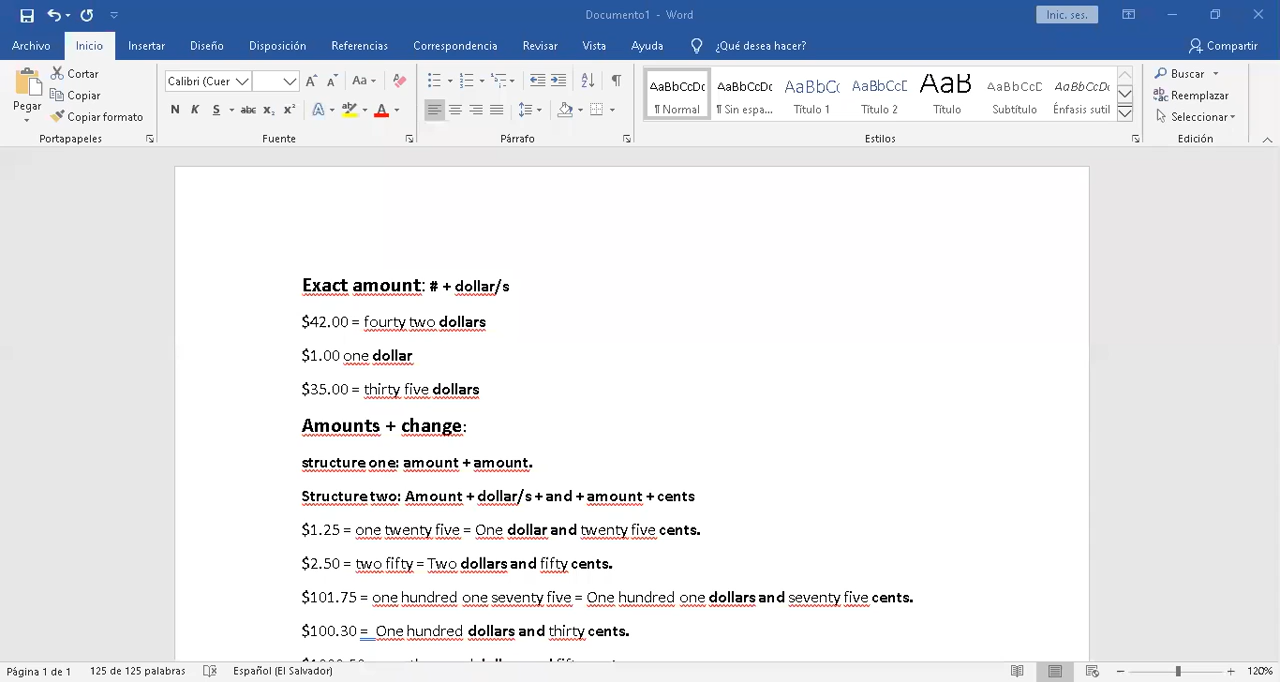 Documento1 - Word
Inic. ses.
Archivo Inicio Insertar Diseño Disposición Referencias Correspondencia Revisar Vista Ayuda ¿Qué desea hacer? Compartir
Pegar
Cortar
Copiar
Copiar formato
Portapapeles
Calibri (Cuer
Aa
N K S abc x₂ x²
A A
Fuente
Párrafo
AaBbCcDc AaBbCcDc AaBbCc AaBbCcD AaB AaBbCcD AaBbCcDc
¶ Normal ¶ Sin espa... Título 1 Título 2 Título Subtítulo Énfasis sutil
Estilos
Buscar
Reemplazar
Seleccionar
Edición
Exact amount: # + dollar/s
$42.00 = fourty two dollars
$1.00 one dollar
$35.00 = thirty five dollars
Amounts + change:
structure one: amount + amount.
Structure two: Amount + dollar/s + and + amount + cents
$1.25 = one twenty five = One dollar and twenty five cents.
$2.50 = two fifty = Two dollars and fifty cents.
$101.75 = one hundred one seventy five = One hundred one dollars and seventy five cents.
$100.30 = One hundred dollars and thirty cents.
Página 1 de 1 125 de 125 palabras Español (El Salvador) 120%